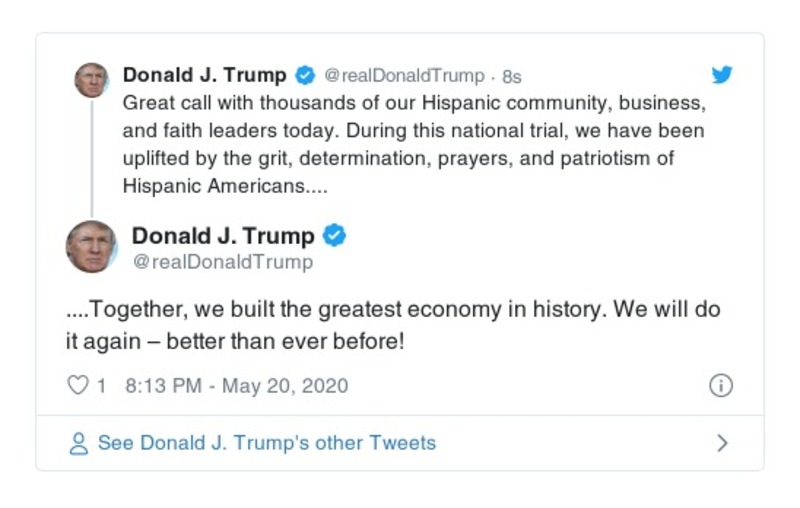 Donald J. Trump @realDonaldTrump · 8s
Great call with thousands of our Hispanic community, business,
and faith leaders today. During this national trial, we have been
uplifted by the grit, determination, prayers, and patriotism of
Hispanic Americans....
Donald J. Trump
@realDonaldTrump
....Together, we built the greatest economy in history. We will do
it again – better than ever before!
1 8:13 PM - May 20, 2020
See Donald J. Trump's other Tweets